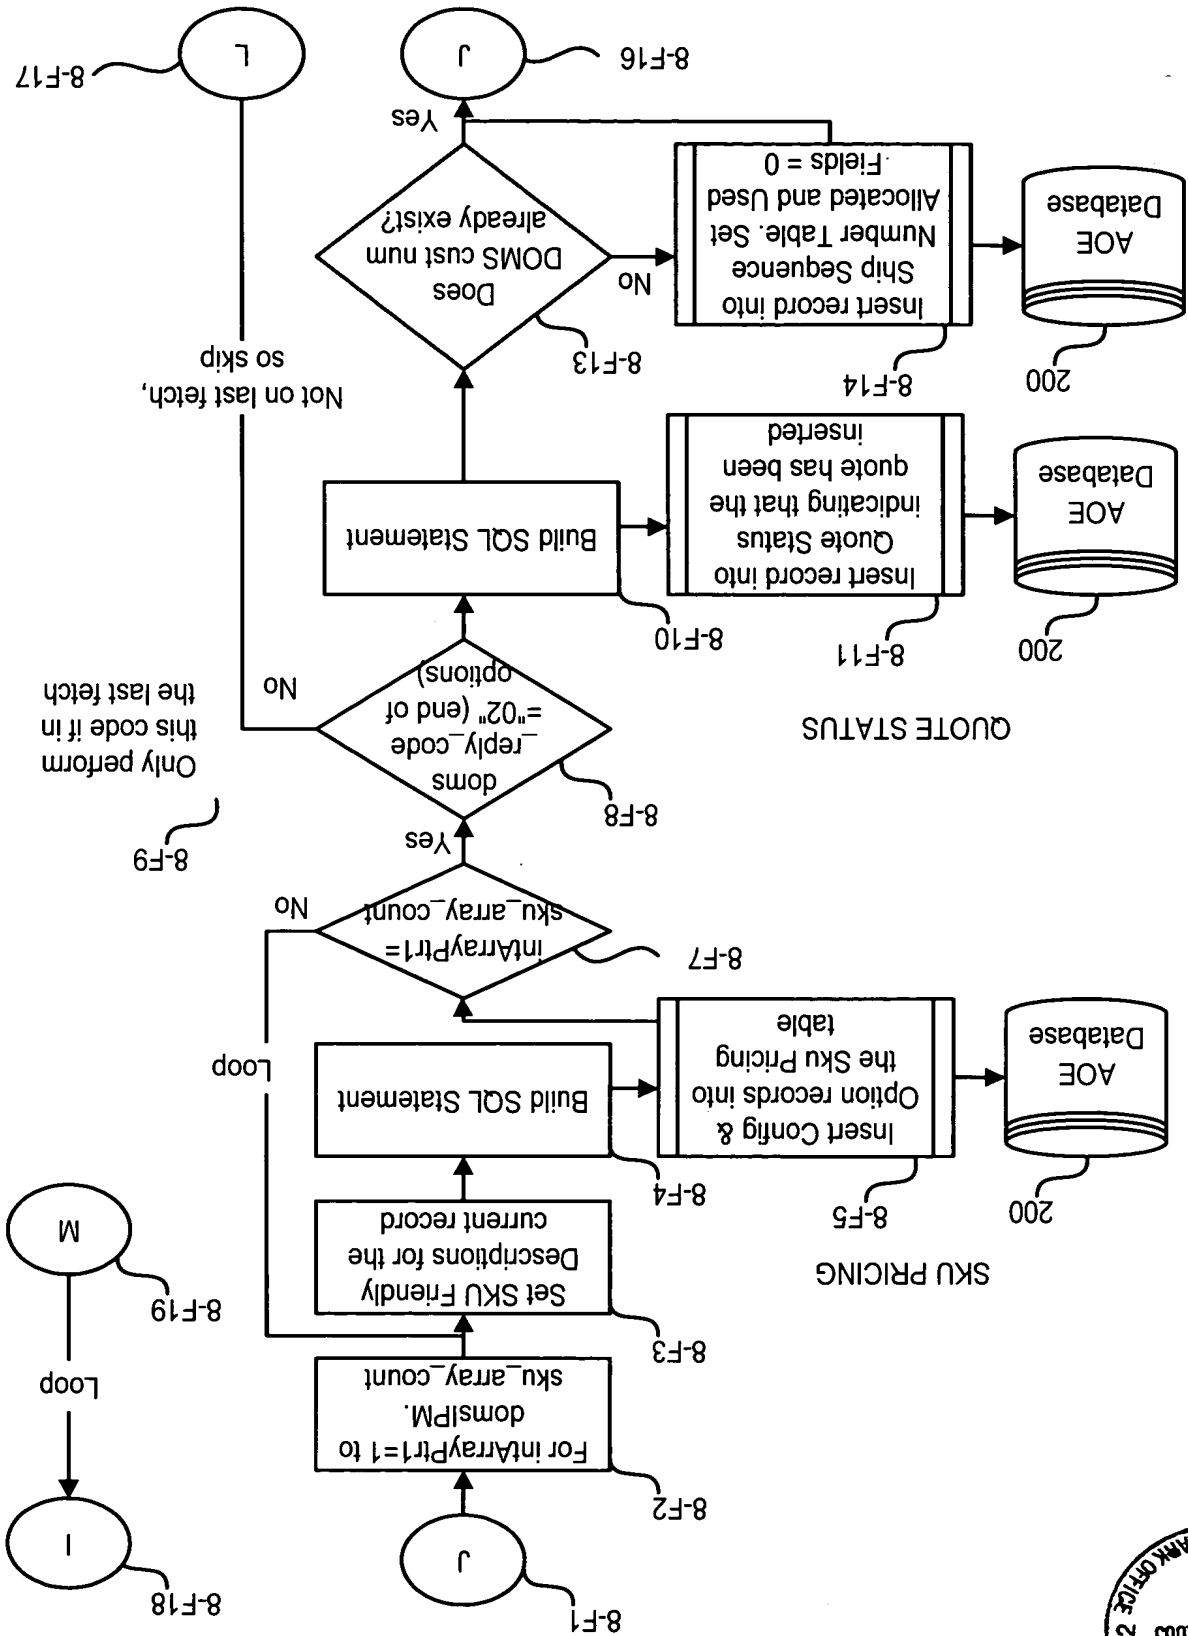 8-F1
J
8-F18
I
Loop
8-F19
M
8-F2
For intArrayPtr1=1 to
domsIPM.
sku_array_count
8-F3
Set SKU Friendly
Descriptions for the
current record
SKU PRICING
8-F4
Build SQL Statement
8-F5
Insert Config &
Option records into
the Sku Pricing
table
200
AOE
Database
Loop
8-F7
intArrayPtr1=
sku_array_count
No
Yes
8-F9
Only perform
this code if in
the last fetch
8-F8
doms
_reply_code
="02" (end of
options)
No
QUOTE STATUS
8-F10
Build SQL Statement
8-F11
Insert record into
Quote Status
indicating that the
quote has been
inserted
200
AOE
Database
Not on last fetch,
so skip
8-F13
Does
DOMS cust num
already exist?
No
Yes
8-F14
Insert record into
Ship Sequence
Number Table. Set
Allocated and Used
Fields = 0
200
AOE
Database
8-F16
J
8-F17
L
ARK OFFICE